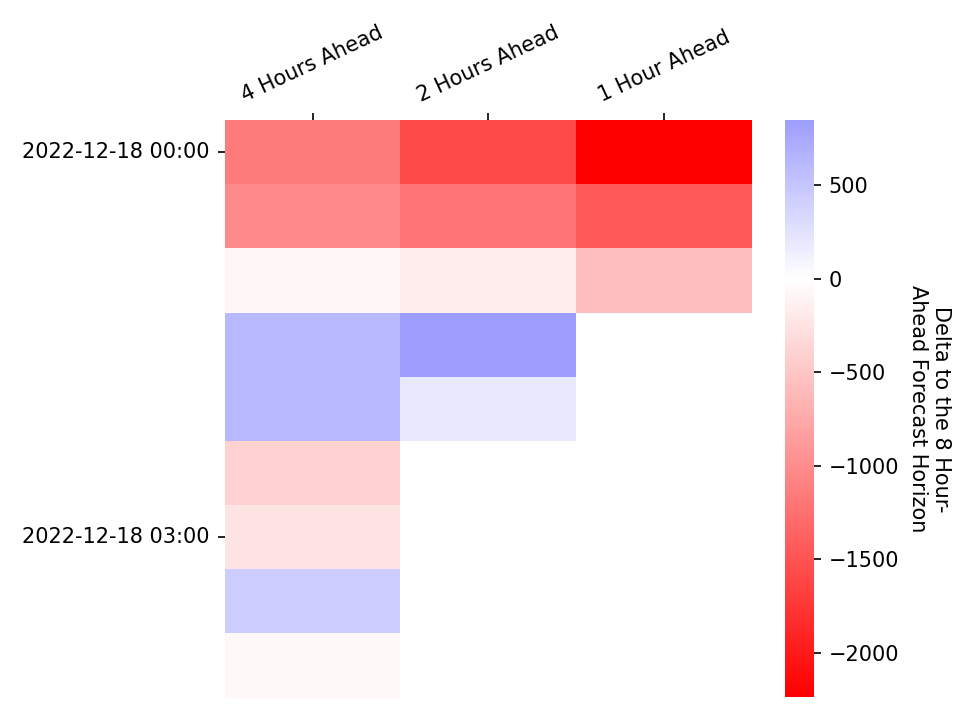 4 Hours Ahead
2 Hours Ahead
1 Hour Ahead
2022-12-18 00:00
2022-12-18 03:00
500
0
−500
−1000
−1500
−2000
Delta to the 8 Hour-
Ahead Forecast Horizon